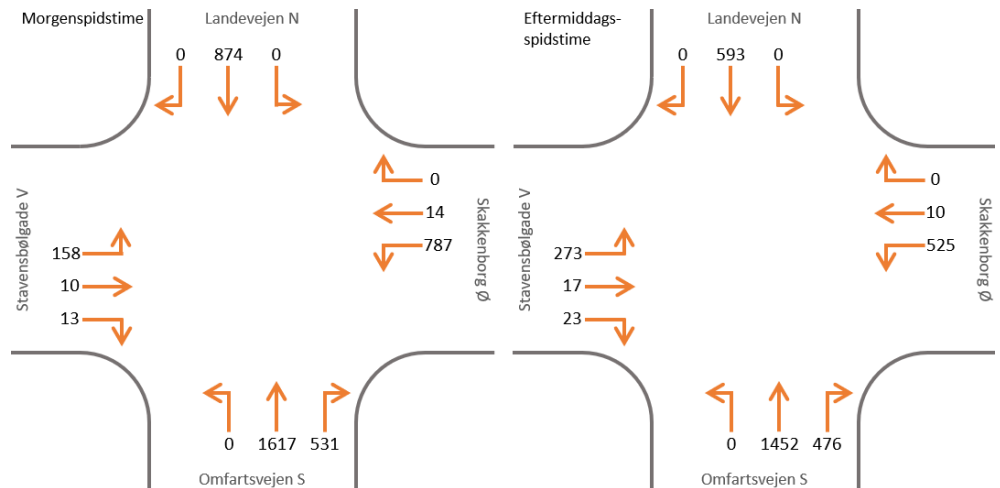 Morgenspidstime
Landevejen N
0 874 0
0
14
787
Stavensbølgade V
Skakkenborg Ø
158
10
13
0 1617 531
Omfartsvejen S
Eftermiddags-
spidstime
Landevejen N
0 593 0
0
10
525
Stavensbølgade V
Skakkenborg Ø
273
17
23
0 1452 476
Omfartsvejen S